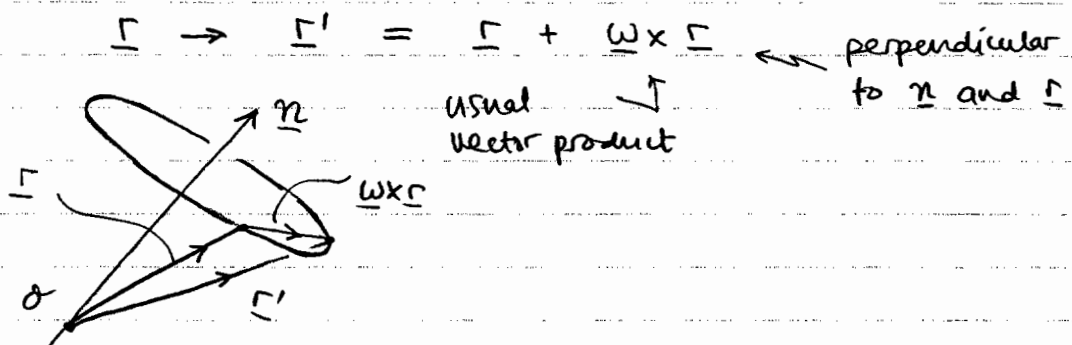 r → r' = r + ω × r
perpendicular
to n and r
usual
vector product
n
r
ω×r
O
r'